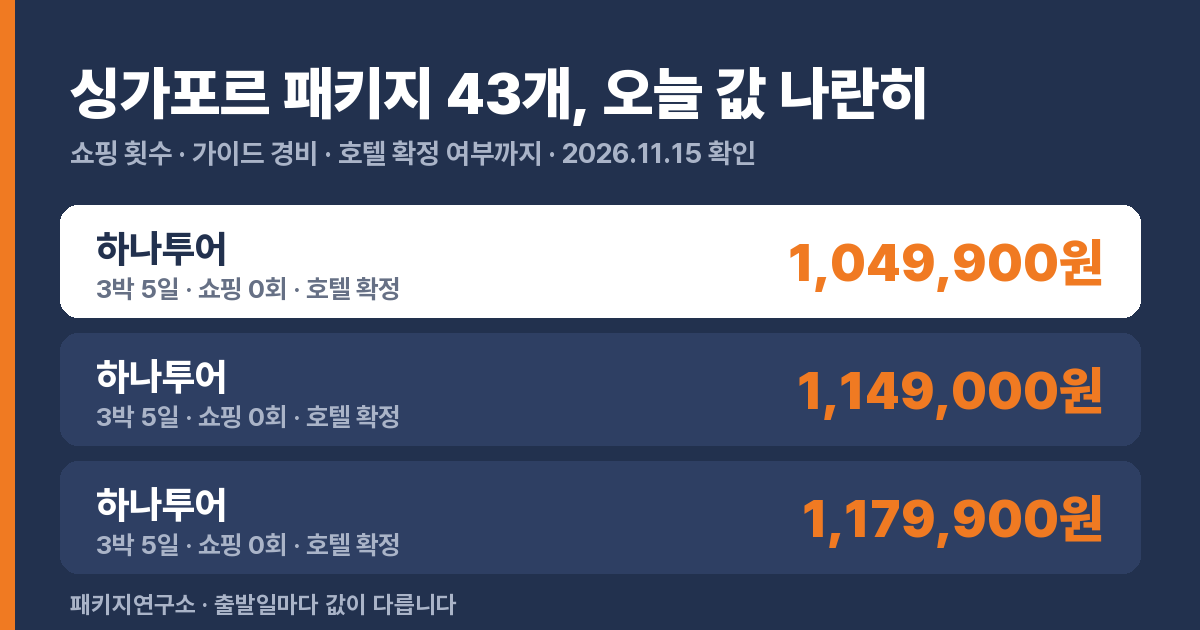 싱가포르 패키지 43개, 오늘 값 나란히
쇼핑 횟수 · 가이드 경비 · 호텔 확정 여부까지 · 2026.11.15 확인
하나투어
1,049,900원
3박 5일 · 쇼핑 0회 · 호텔 확정
하나투어
1,149,000원
3박 5일 · 쇼핑 0회 · 호텔 확정
하나투어
1,179,900원
3박 5일 · 쇼핑 0회 · 호텔 확정
패키지연구소 · 출발일마다 값이 다릅니다